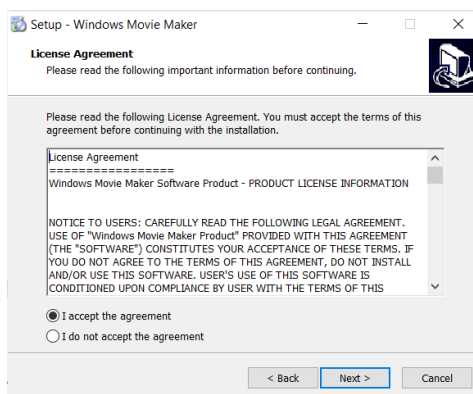 Setup - Windows Movie Maker
License Agreement
Please read the following important information before continuing.
Please read the following License Agreement. You must accept the terms of this
agreement before continuing with the installation.
License Agreement
=================
Windows Movie Maker Software Product - PRODUCT LICENSE INFORMATION
NOTICE TO USERS: CAREFULLY READ THE FOLLOWING LEGAL AGREEMENT.
USE OF "Windows Movie Maker Product" PROVIDED WITH THIS AGREEMENT
(THE "SOFTWARE") CONSTITUTES YOUR ACCEPTANCE OF THESE TERMS. IF
YOU DO NOT AGREE TO THE TERMS OF THIS AGREEMENT, DO NOT INSTALL
AND/OR USE THIS SOFTWARE. USER'S USE OF THIS SOFTWARE IS
CONDITIONED UPON COMPLIANCE BY USER WITH THE TERMS OF THIS
I accept the agreement
I do not accept the agreement
< Back Next > Cancel